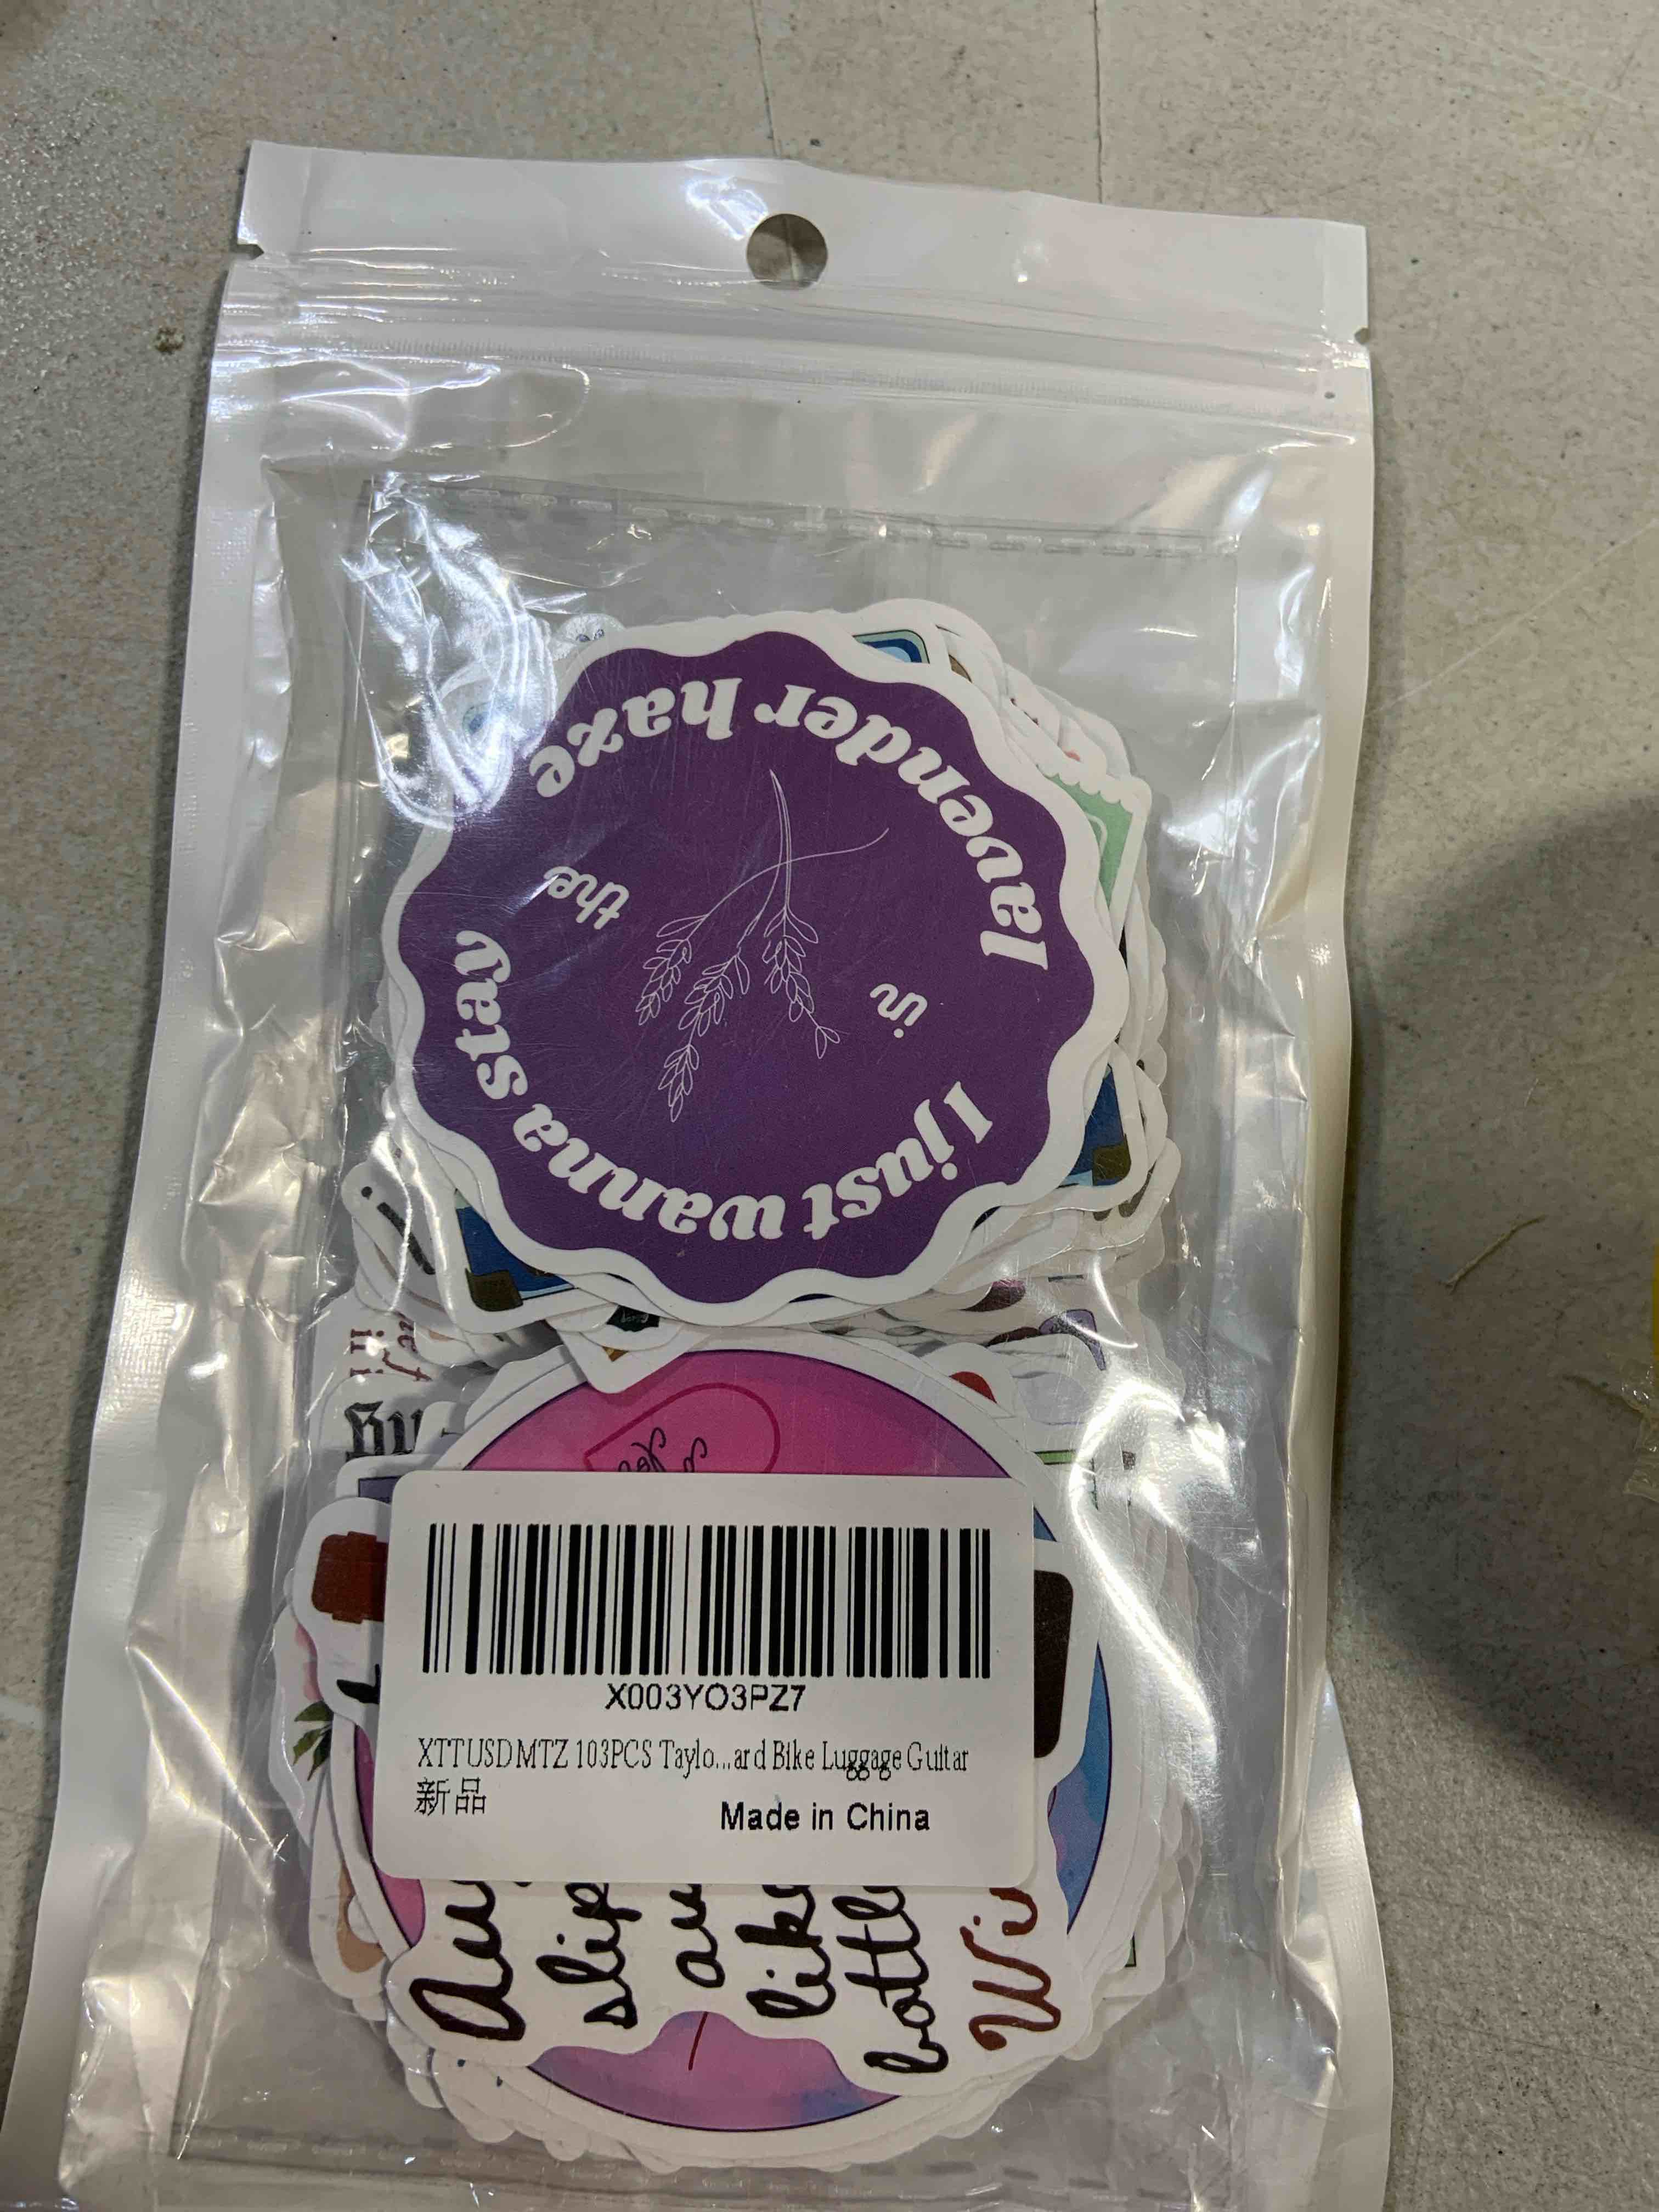 I just wanna stay
in
the
lavender haze
X003YO3PZ7
XTTUSDMTZ 103PCS Taylo...ard Bike Luggage Guitar
新品
Made in China
like